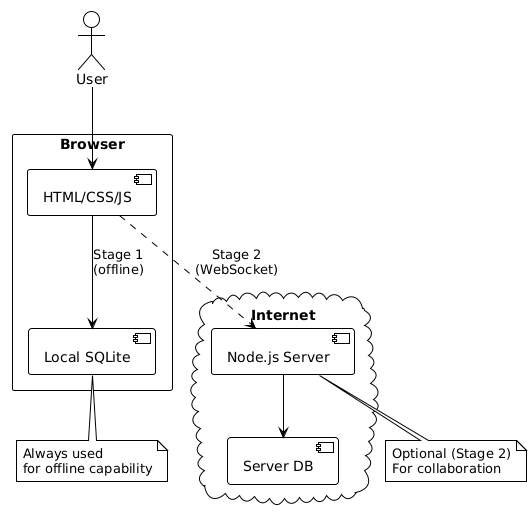 User
Browser
HTML/CSS/JS
Stage 1
(offline)
Stage 2
(WebSocket)
Internet
Local SQLite
Node.js Server
Always used
for offline capability
Server DB
Optional (Stage 2)
For collaboration